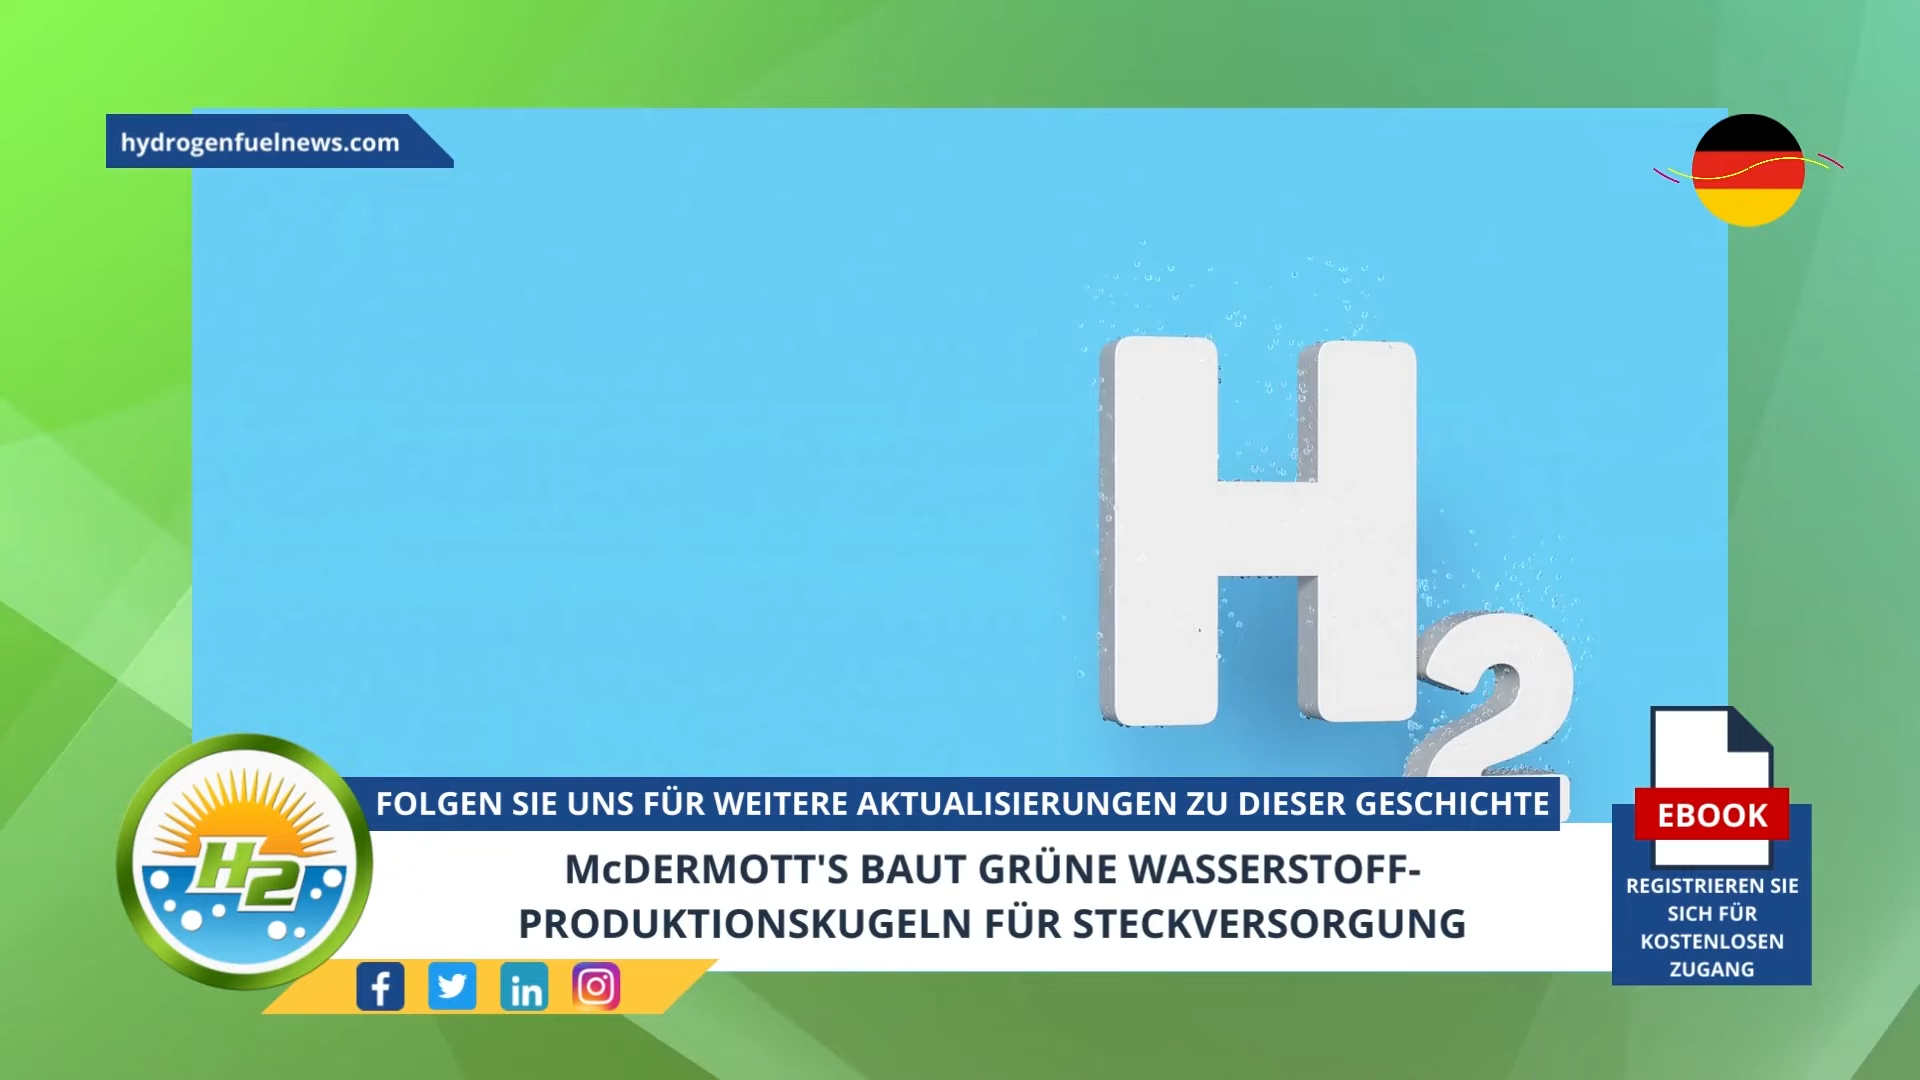 hydrogenfuelnews.com
H2
FOLGEN SIE UNS FÜR WEITERE AKTUALISIERUNGEN ZU DIESER GESCHICHTE
H2
McDERMOTT'S BAUT GRÜNE WASSERSTOFF-
PRODUKTIONSKUGELN FÜR STECKVERSORGUNG
EBOOK
REGISTRIEREN SIE
SICH FÜR
KOSTENLOSEN
ZUGANG
f
in